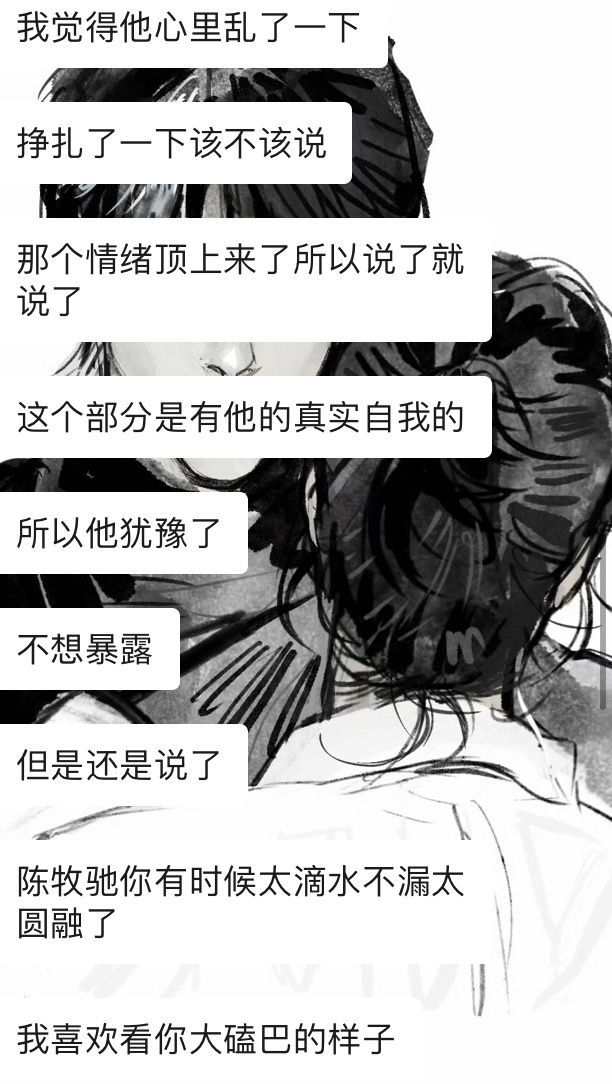 我觉得他心里乱了一下
挣扎了一下该不该说
那个情绪顶上来了所以说了就
说了
这个部分是有他的真实自我的
所以他犹豫了
不想暴露
但是还是说了
陈牧驰你有时候太滴水不漏太
圆融了
我喜欢看你大磕巴的样子